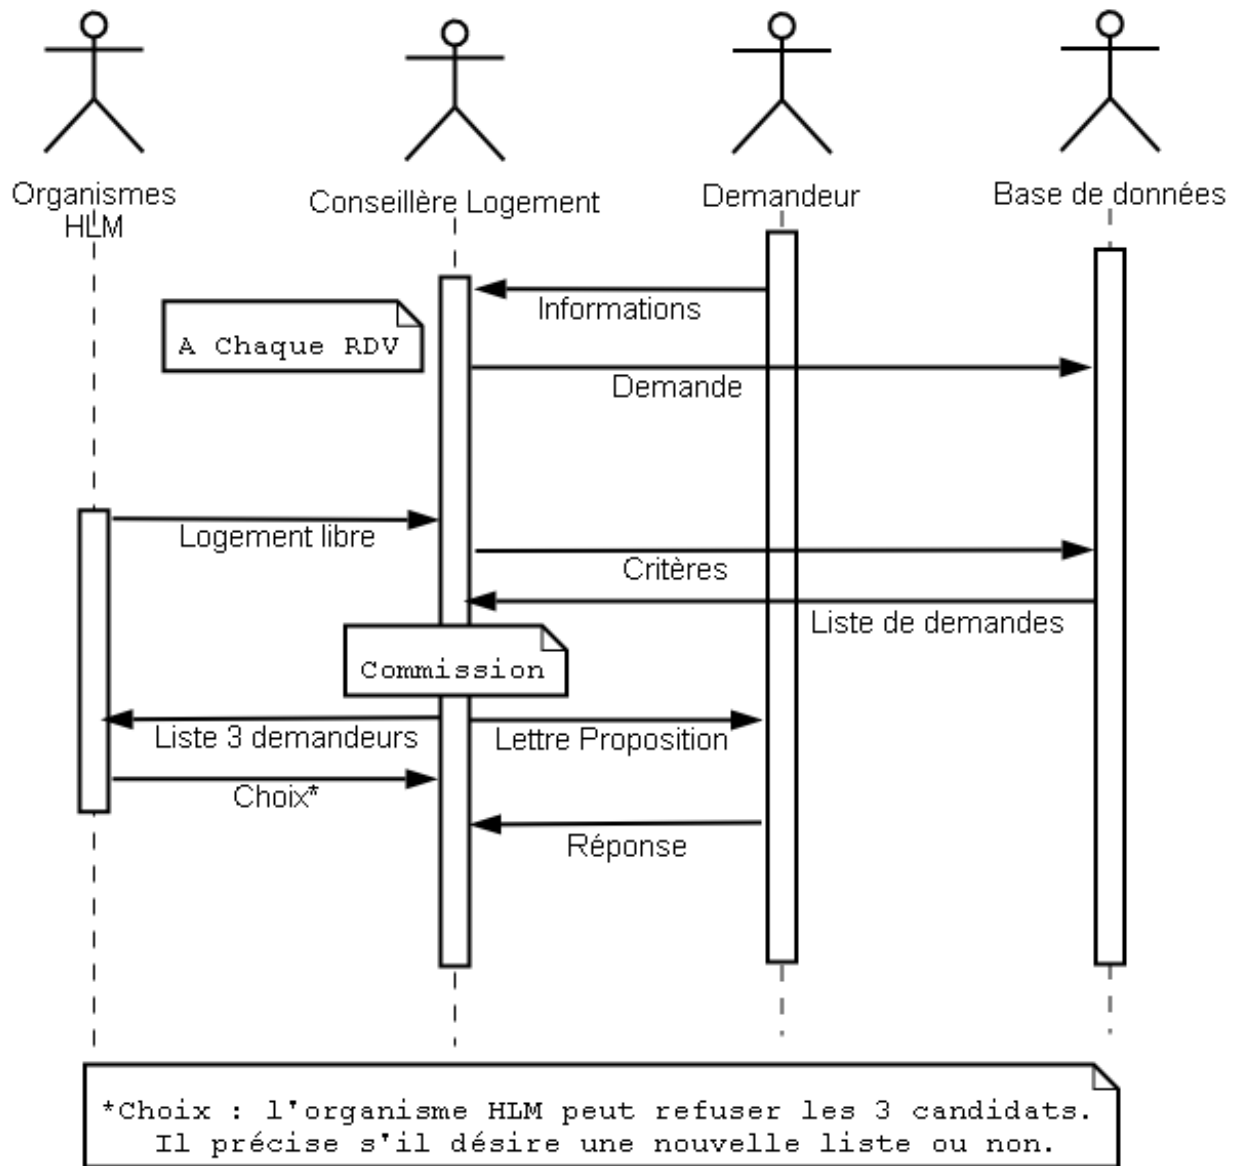 Organismes
HLM
Conseillère Logement
Demandeur
Base de données
Informations
A Chaque RDV
Demande
Logement libre
Critères
Liste de demandes
Commission
Liste 3 demandeurs
Lettre Proposition
Choix*
Réponse
*Choix : l'organisme HLM peut refuser les 3 candidats.
Il précise s'il désire une nouvelle liste ou non.